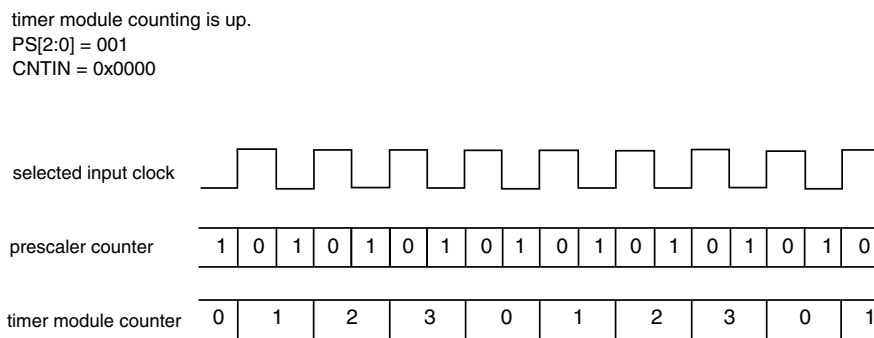 timer module counting is up.
PS[2:0] = 001
CNTIN = 0x0000
selected input clock
prescaler counter 1 0 1 0 1 0 1 0 1 0 1 0 1 0 1 0 1 0
timer module counter 0 1 2 3 0 1 2 3 0 1